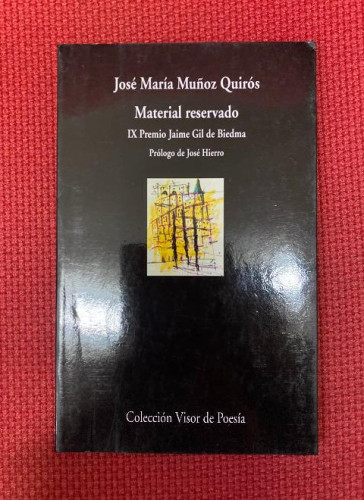 José María Muñoz Quirós
Material reservado
IX Premio Jaime Gil de Biedma
Prólogo de José Hierro
Colección Visor de Poesía